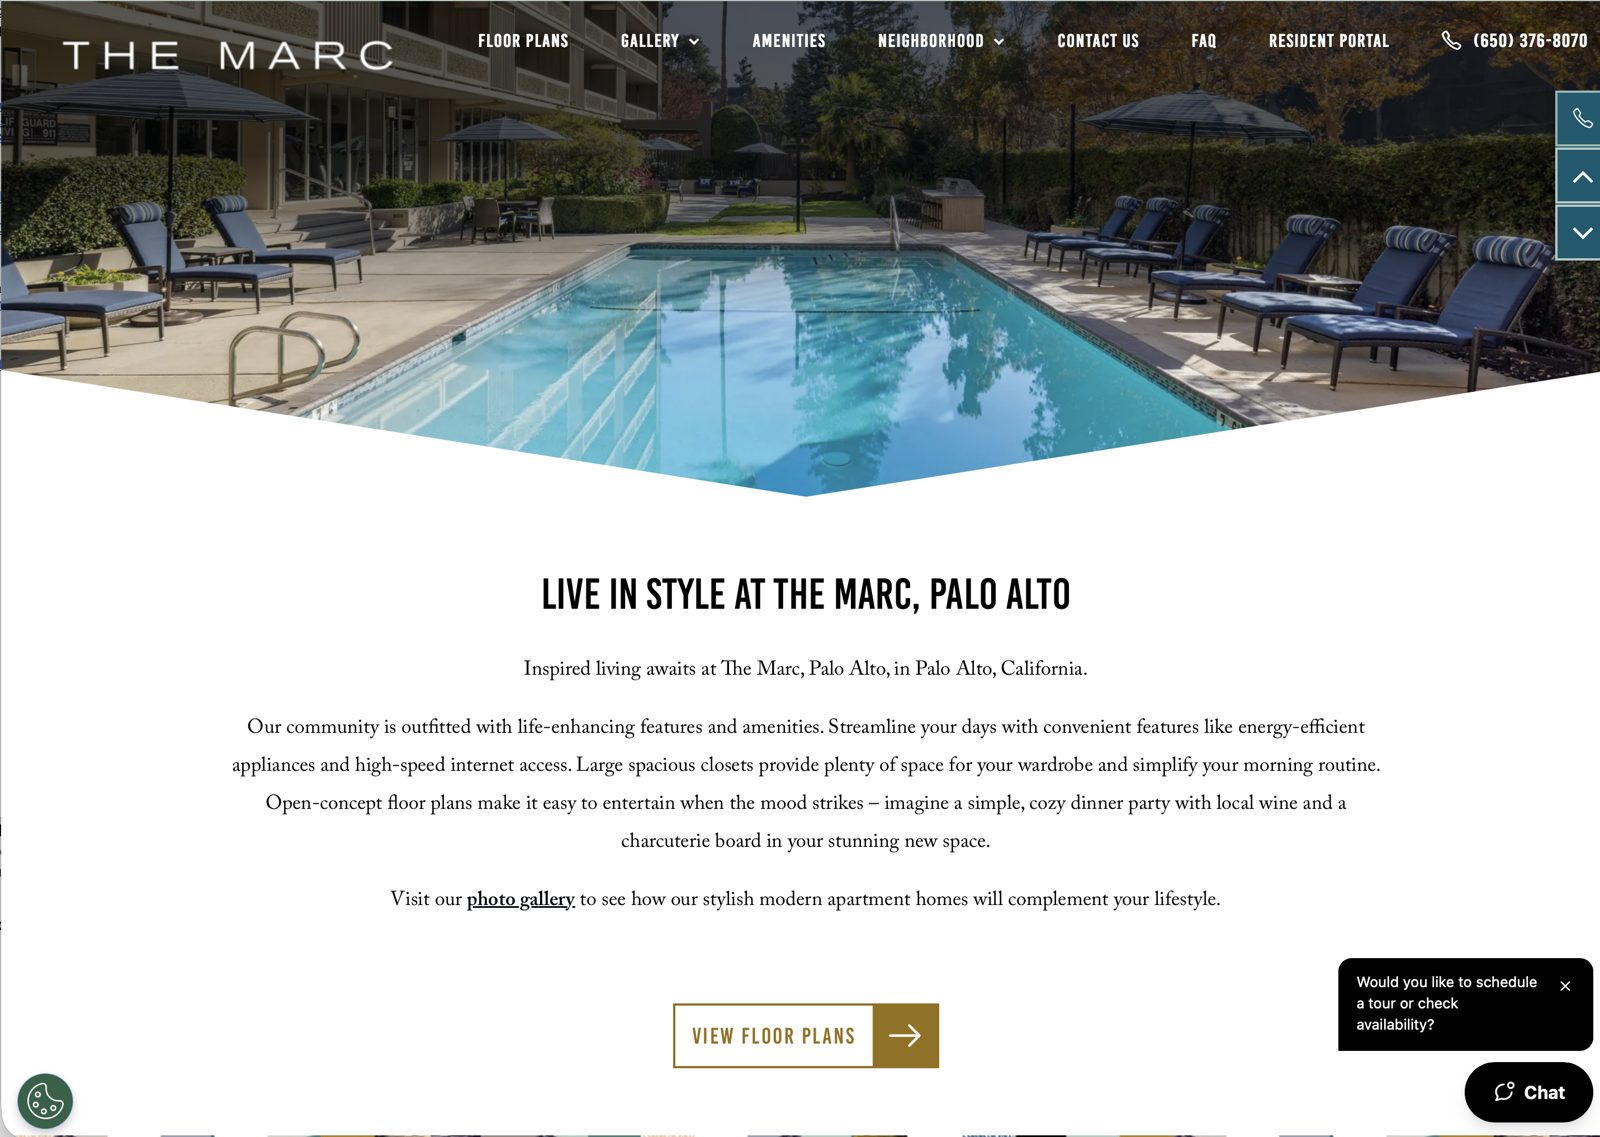 THE MARC
FLOOR PLANS
GALLERY
AMENITIES
NEIGHBORHOOD
CONTACT US
FAQ
RESIDENT PORTAL
(650) 376-8070
GUARD
911
LIVE IN STYLE AT THE MARC, PALO ALTO
Inspired living awaits at The Marc, Palo Alto, in Palo Alto, California.
Our community is outfitted with life-enhancing features and amenities. Streamline your days with convenient features like energy-efficient
appliances and high-speed internet access. Large spacious closets provide plenty of space for your wardrobe and simplify your morning routine.
Open-concept floor plans make it easy to entertain when the mood strikes – imagine a simple, cozy dinner party with local wine and a
charcuterie board in your stunning new space.
Visit our photo gallery to see how our stylish modern apartment homes will complement your lifestyle.
VIEW FLOOR PLANS
Would you like to schedule
a tour or check
availability?
Chat